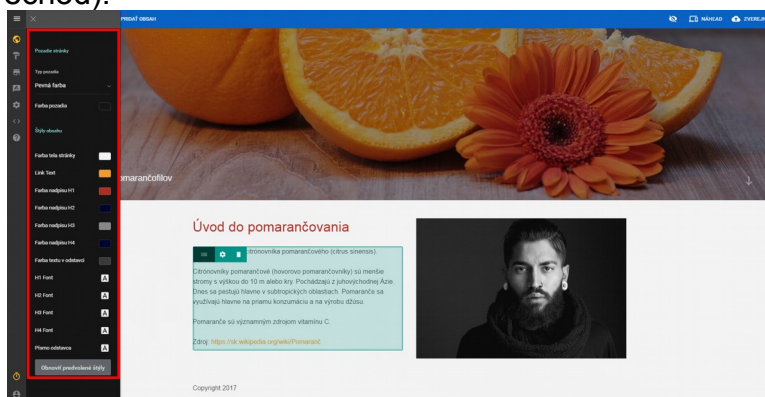 ochod).
PRIDAŤ OBSAH
NÁHĽAD
ZVEREJN
Pozadie stránky
Typ pozadia
Pevná farba
Farba pozadia
Štýly obsahu
Farba tela stránky
Link Text
Farba nadpisu H1
Farba nadpisu H2
Farba nadpisu H3
Farba nadpisu H4
Farba textu v odstavci
H1 Font
H2 Font
H3 Font
H4 Font
Písmo odstavca
Obnoviť predvolené štýly
omarančofilov
Úvod do pomarančovania
itrónovníka pomarančového (citrus sinensis).
Citrónovníky pomarančové (hovorovo pomarančovníky) sú menšie
stromy s výškou do 10 m alebo kry. Pochádzajú z juhovýchodnej Ázie.
Dnes sa pestujú hlavne v subtropických oblastiach. Pomaranče sa
využívajú hlavne na priamu konzumáciu a na výrobu džúsu.
Pomaranče sú významným zdrojom vitamínu C.
Zdroj: https://sk.wikipedia.org/wiki/Pomaranč
Copyright 2017